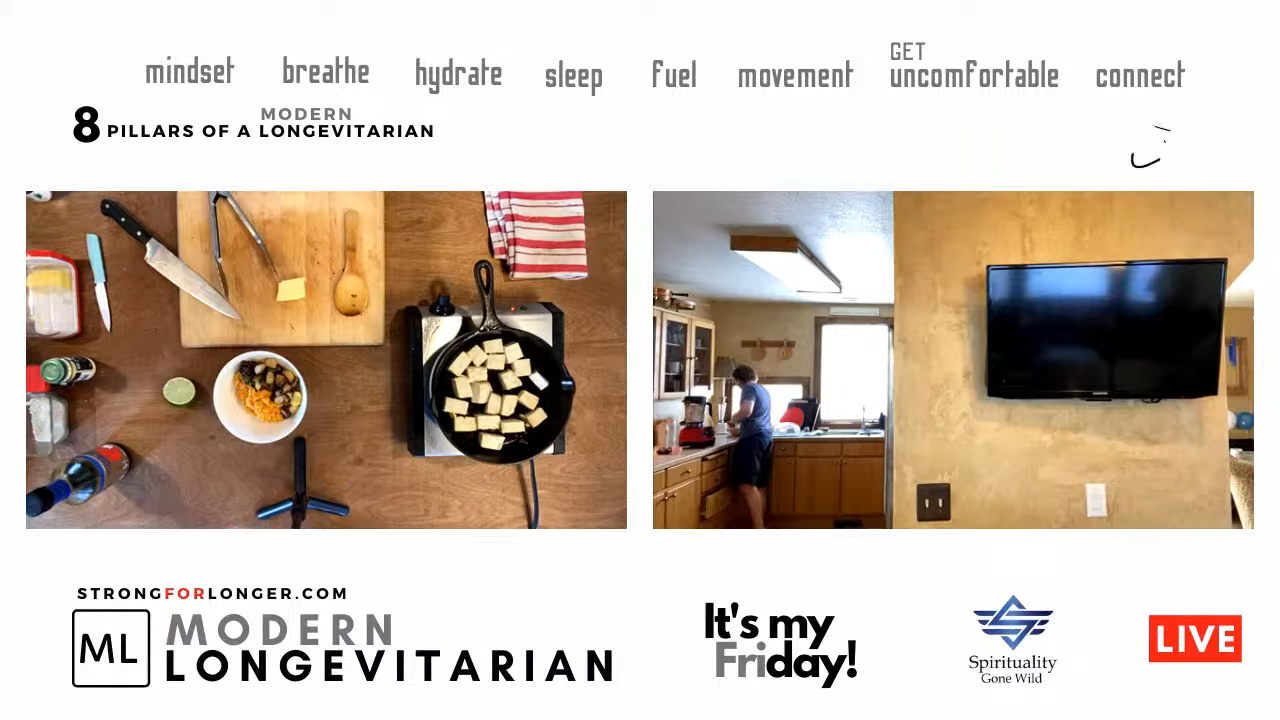 mindset breathe hydrate sleep fuel movement GET uncomfortable connect
MODERN
8 PILLARS OF A LONGEVITARIAN
STRONGFORLONGER.COM
ML MODERN
LONGEVITARIAN
It's my
Friday!
Spirituality
Gone Wild
LIVE